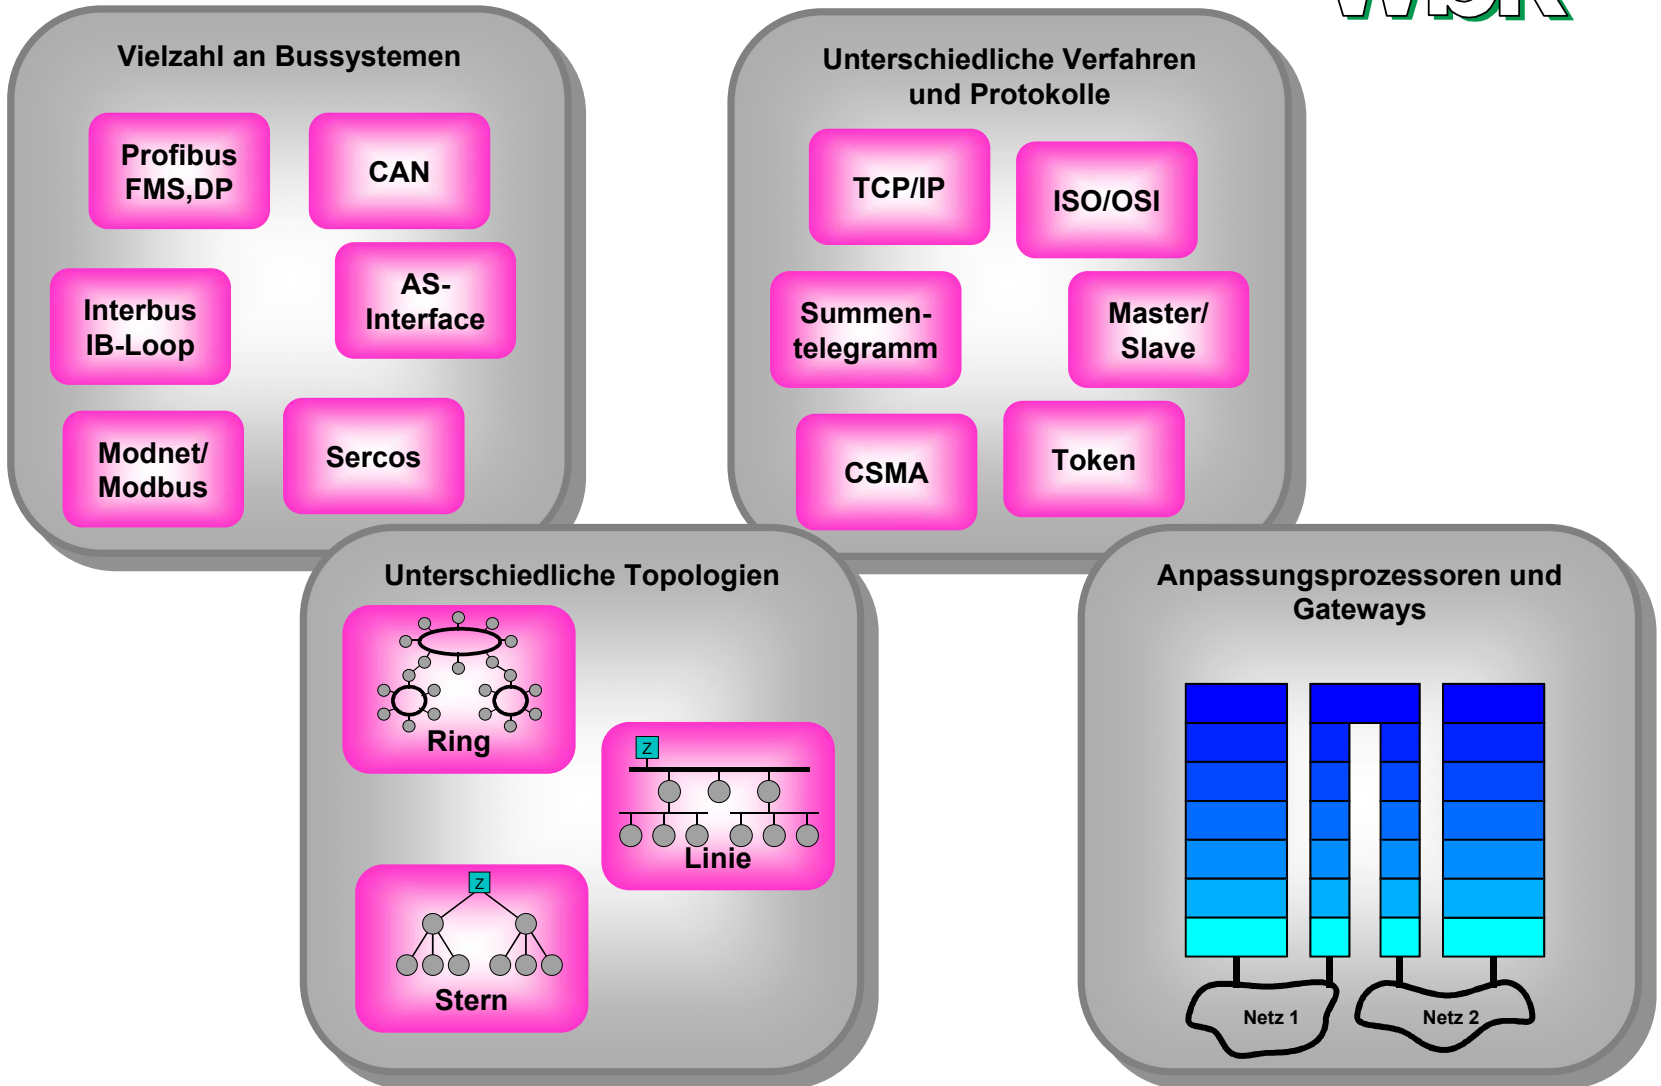 wbk
Vielzahl an Bussystemen
Profibus
FMS,DP
CAN
AS-
Interface
Interbus
IB-Loop
Modnet/
Modbus
Sercos
Unterschiedliche Verfahren
und Protokolle
TCP/IP
ISO/OSI
Summen-
telegramm
Master/
Slave
CSMA
Token
Unterschiedliche Topologien
Ring
Z
Linie
Z
Stern
Anpassungsprozessoren und
Gateways
Netz 1
Netz 2